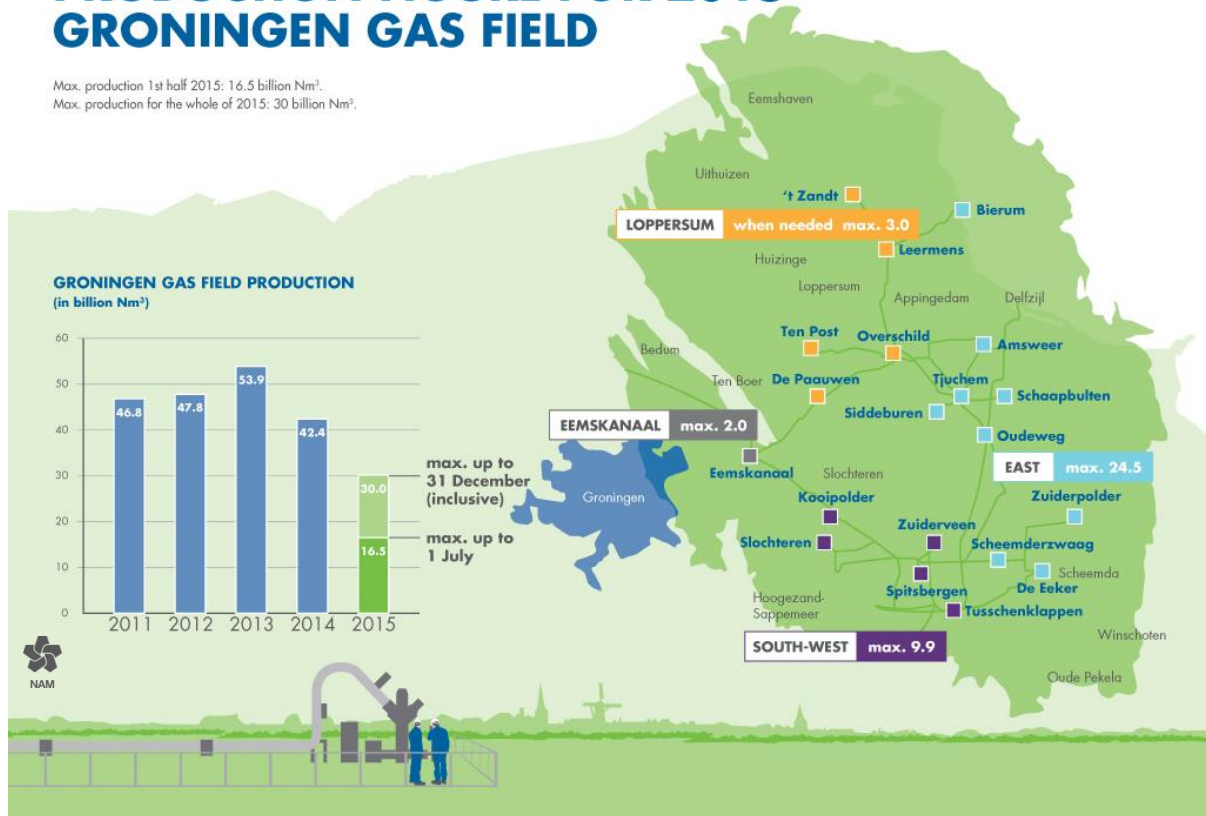 GRONINGEN GAS FIELD
Max. production 1st half 2015: 16.5 billion Nm³.
Max. production for the whole of 2015: 30 billion Nm³.
GRONINGEN GAS FIELD PRODUCTION
(in billion Nm³)
60
50
40
30
20
10
0
46.8
47.8
53.9
42.4
30.0
16.5
2011
2012
2013
2014
2015
max. up to
31 December
(inclusive)
max. up to
1 July
NAM
Eemshaven
Uithuizen
't Zandt
Bierum
LOPPERSUM when needed max. 3.0
Leermens
Huizinge
Loppersum
Appingedam
Delfzijl
Ten Post
Overschild
Amsweer
Bedum
Ten Boer
De Paauwen
Tjuchem
Schaapbulten
Siddeburen
EEMSKANAAL max. 2.0
Oudeweg
EAST max. 24.5
Eemskanaal
Slochteren
Groningen
Kooipolder
Zuiderpolder
Zuiderveen
Slochteren
Scheemderzwaag
Scheemda
Spitsbergen
De Eeker
Hoogezand-
Sappemeer
Tusschenklappen
Winschoten
SOUTH-WEST max. 9.9
Oude Pekela